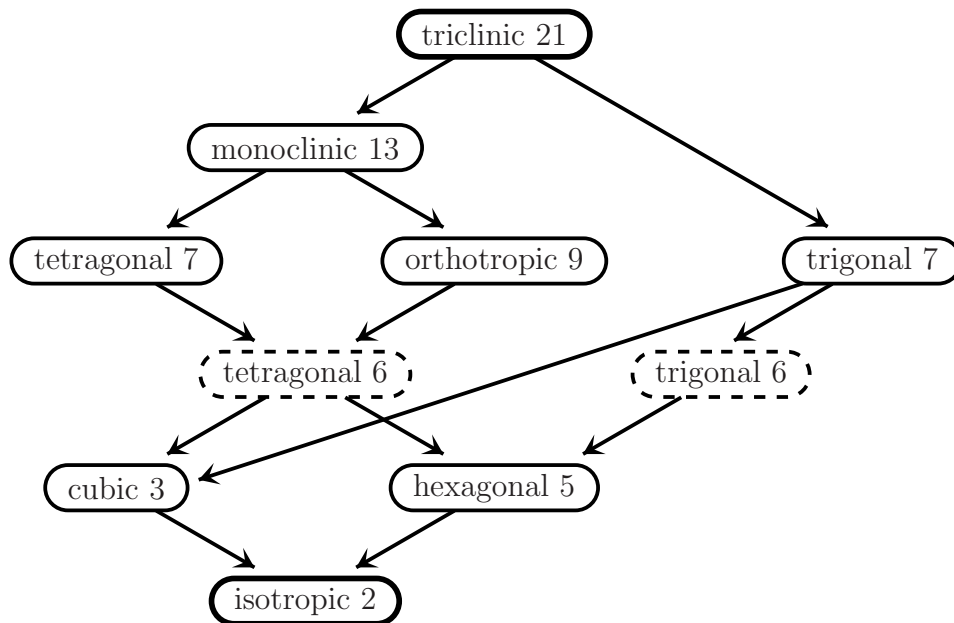 triclinic 21
monoclinic 13
tetragonal 7
orthotropic 9
trigonal 7
tetragonal 6
trigonal 6
cubic 3
hexagonal 5
isotropic 2